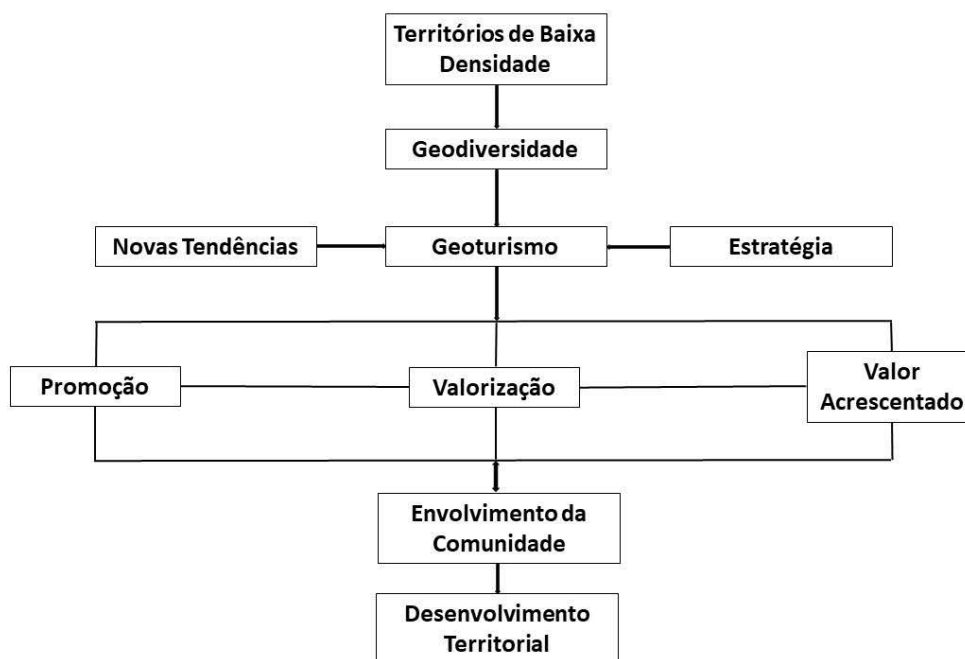 Territórios de Baixa
Densidade
Geodiversidade
Novas Tendências
Geoturismo
Estratégia
Promoção
Valorização
Valor
Acrescentado
Envolvimento da
Comunidade
Desenvolvimento
Territorial